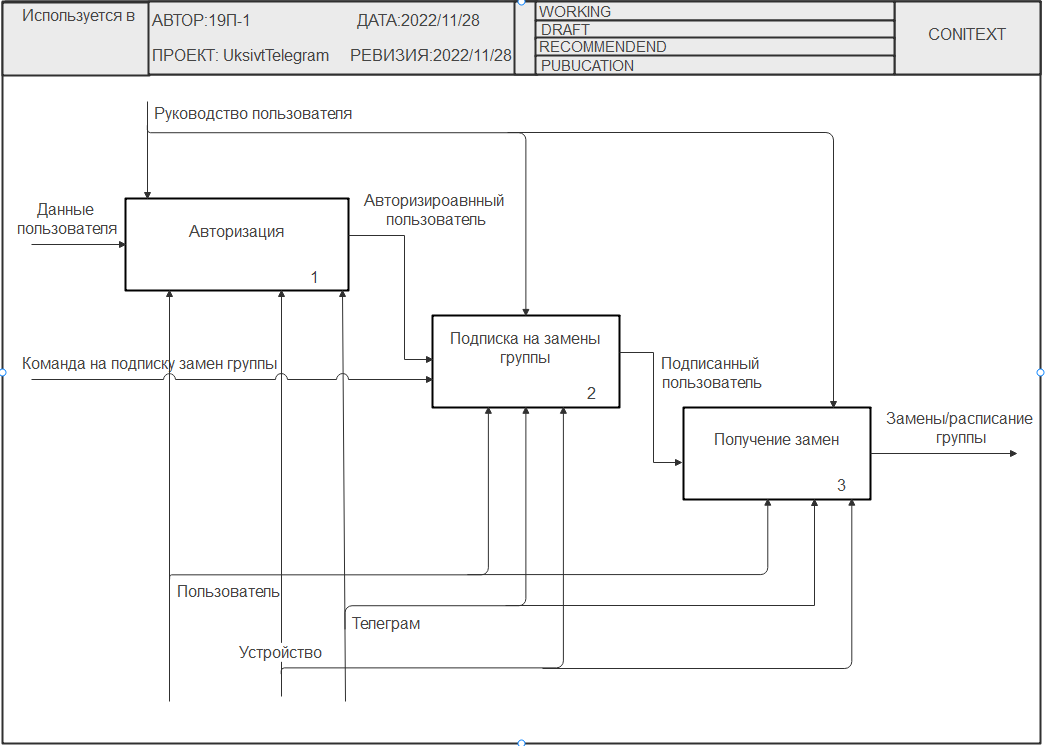 Используется в
АВТОР:19П-1
ДАТА:2022/11/28
ПРОЕКТ: UksivtTelegram
РЕВИЗИЯ:2022/11/28
WORKING
DRAFT
RECOMMENDEND
PUBUCATION
CONITEXT
Руководство пользователя
Данные
пользователя
Авторизация
1
Авторизироавнный
пользователь
Команда на подписку замен группы
Подписка на замены
группы
2
Подписанный
пользователь
Получение замен
3
Замены/расписание
группы
Пользователь
Телеграм
Устройство